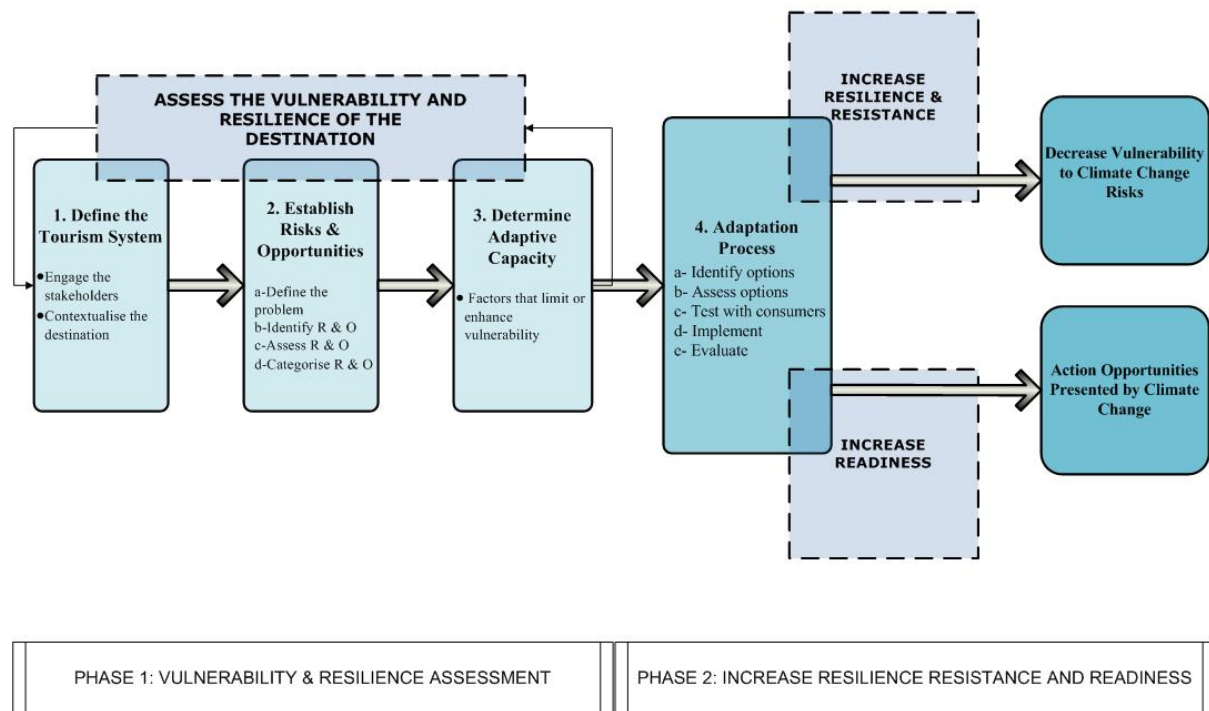 ASSESS THE VULNERABILITY AND
RESILIENCE OF THE
DESTINATION
1. Define the
Tourism System
•Engage the
stakeholders
•Contextualise the
destination
2. Establish
Risks &
Opportunities
a-Define the
problem
b-Identify R & O
c-Assess R & O
d-Categorise R & O
3. Determine
Adaptive
Capacity
• Factors that limit or
enhance
vulnerability
4. Adaptation
Process
a- Identify options
b- Assess options
c- Test with consumers
d- Implement
e- Evaluate
INCREASE
RESILIENCE &
RESISTANCE
Decrease Vulnerability
to Climate Change
Risks
INCREASE
READINESS
Action Opportunities
Presented by Climate
Change
PHASE 1: VULNERABILITY & RESILIENCE ASSESSMENT
PHASE 2: INCREASE RESILIENCE RESISTANCE AND READINESS